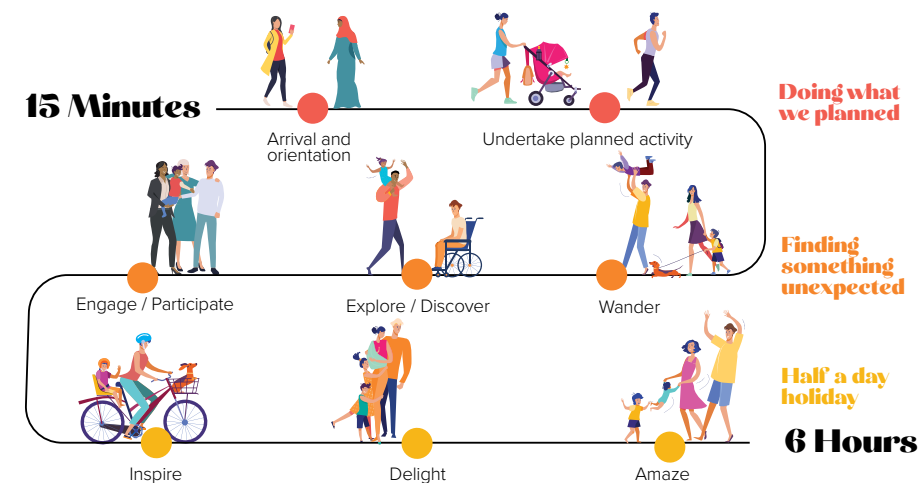 15 Minutes
Arrival and
orientation
Undertake planned activity
Doing what
we planned
Finding
something
unexpected
Wander
Explore / Discover
Engage / Participate
Inspire
Delight
Amaze
Half a day
holiday
6 Hours